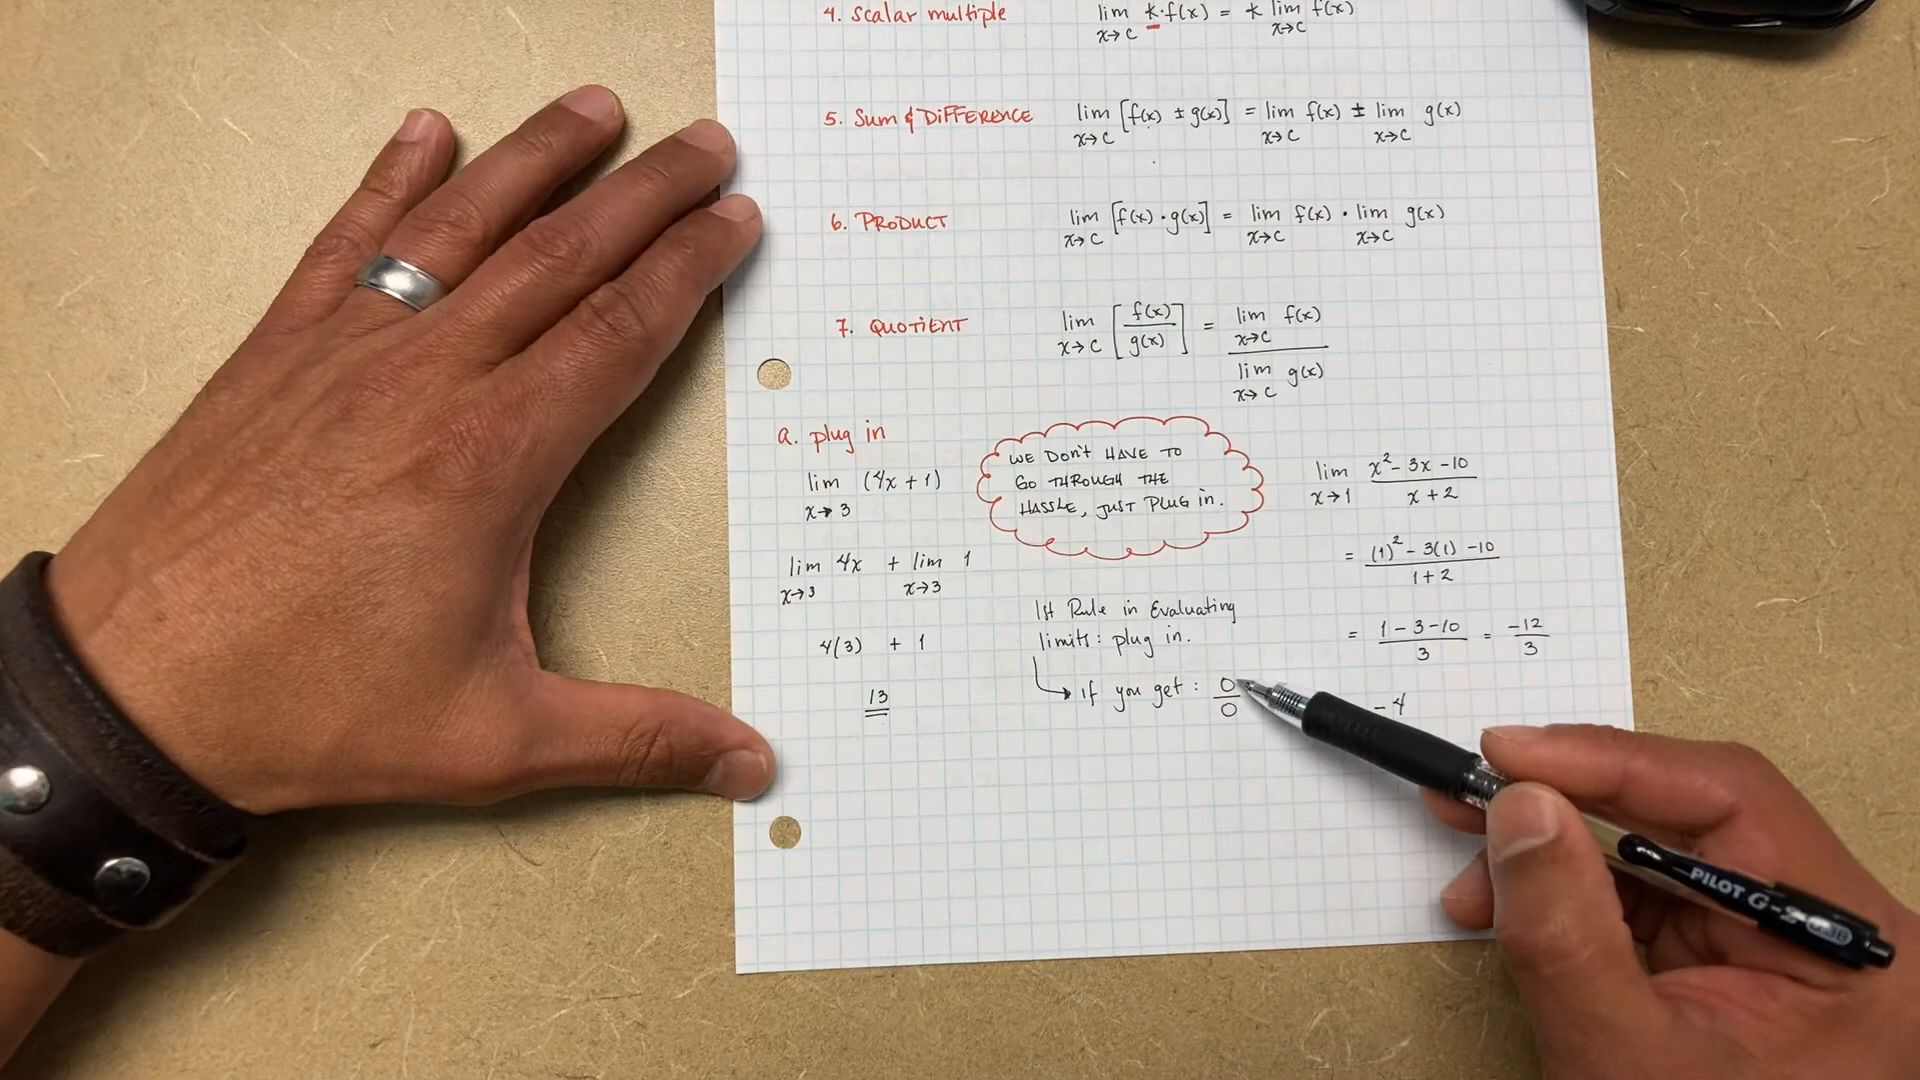 4. Scalar multiple lim x→c k·f(x) = k lim x→c f(x)
5. Sum & DiFFERENCE lim x→c [f(x) ± g(x)] = lim x→c f(x) ± lim x→c g(x)
6. PRODUCT lim x→c [f(x)·g(x)] = lim x→c f(x) · lim x→c g(x)
7. QUOTiENT lim x→c [f(x)/g(x)] = lim x→c f(x) / lim x→c g(x)
a. plug in
lim x→3 (4x + 1)
lim x→3 4x + lim x→3 1
4(3) + 1
13
WE DON'T HAVE TO
GO THROUGH THE
HASSLE, JUST PLUG in.
1st Rule in Evaluating
limits: plug in.
if you get: 0/0
lim x→1 x² - 3x - 10 / x + 2
= (1)² - 3(1) - 10 / 1 + 2
= 1 - 3 - 10 / 3 = -12 / 3
- 4
PILOT G-2 0.38